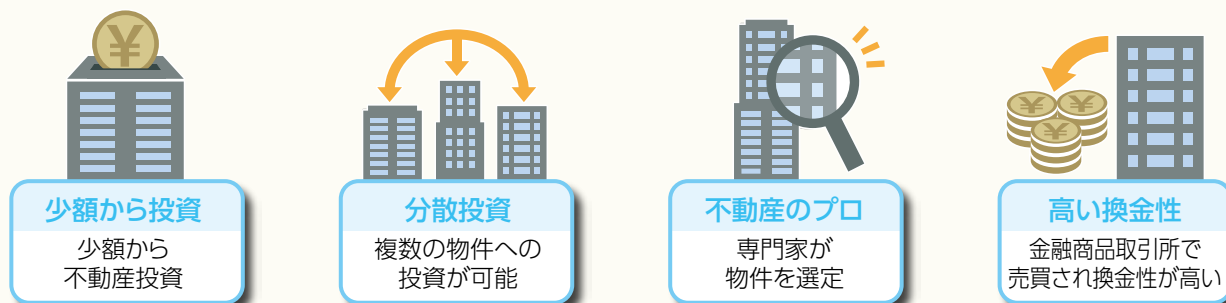 ¥
少額から投資
少額から
不動産投資
分散投資
複数の物件への
投資が可能
不動産のプロ
専門家が
物件を選定
¥
¥
¥
高い換金性
金融商品取引所で
売買され換金性が高い